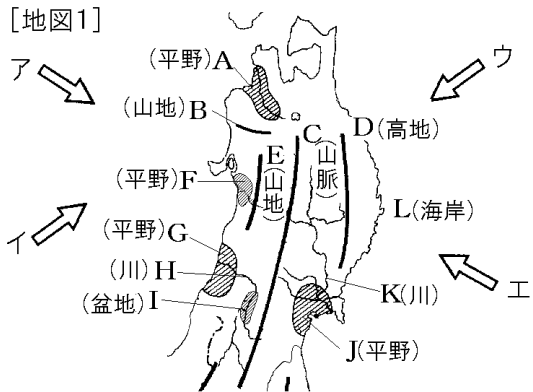 [地図1]
ア
ウ
(平野)A
(山地)B
C
(山脈)
D(高地)
E
(山地)
(平野)F
L(海岸)
イ
(平野)G
(川)H
エ
(盆地)I
K(川)
J(平野)